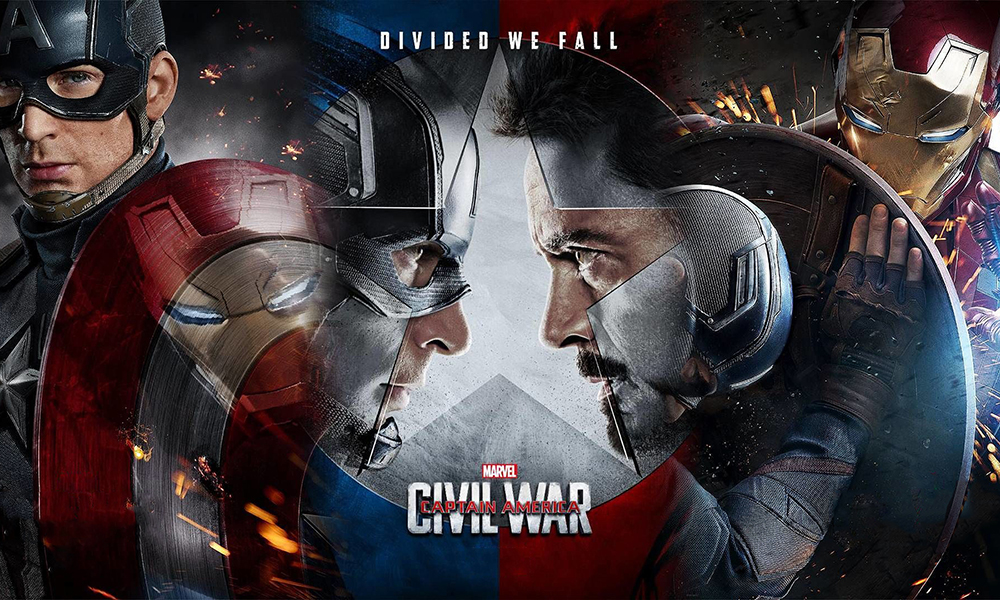 DIVIDED WE FALL
A
MARVEL
CAPTAIN AMERICA
CIVIL WAR